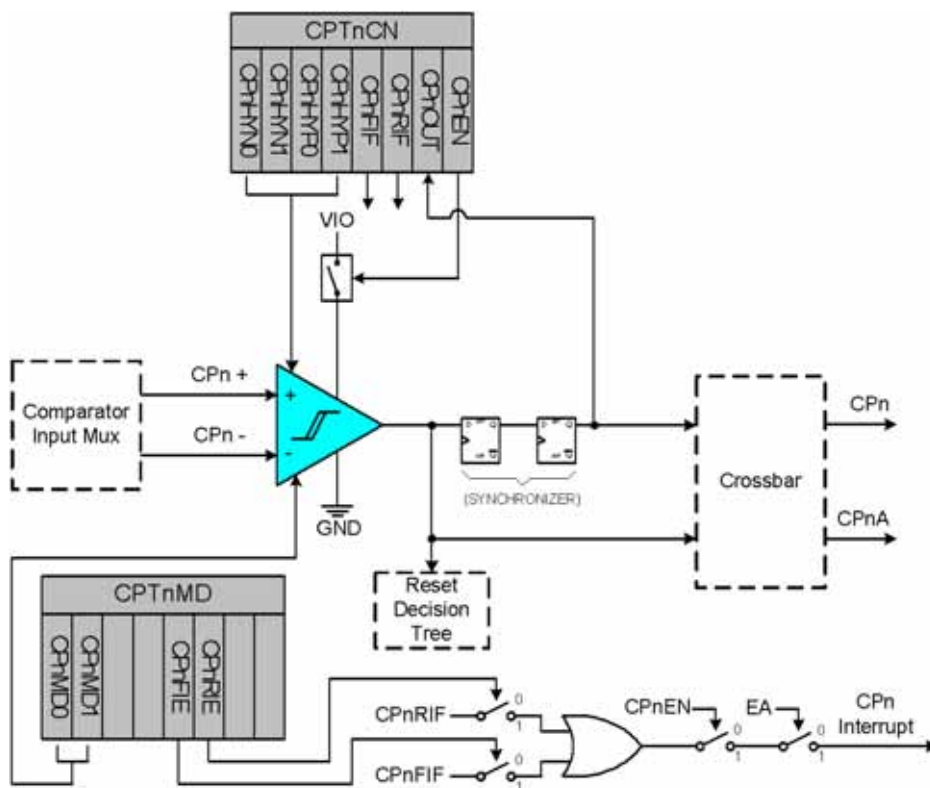 CPTnCN
CPnHYN0
CPnHYN1
CPnHYP0
CPnHYP1
CPnFIF
CPnRIF
CPnOUT
CPnEN
VIO
Comparator
Input Mux
CPn +
CPn -
+
-
GND
(SYNCHRONIZER)
Crossbar
CPn
CPnA
Reset
Decision
Tree
CPTnMD
CPnMD0
CPnMD1
CPnFIE
CPnRIE
CPnRIF
0
1
CPnFIF
0
1
CPnEN
0
1
EA
0
1
CPn
Interrupt